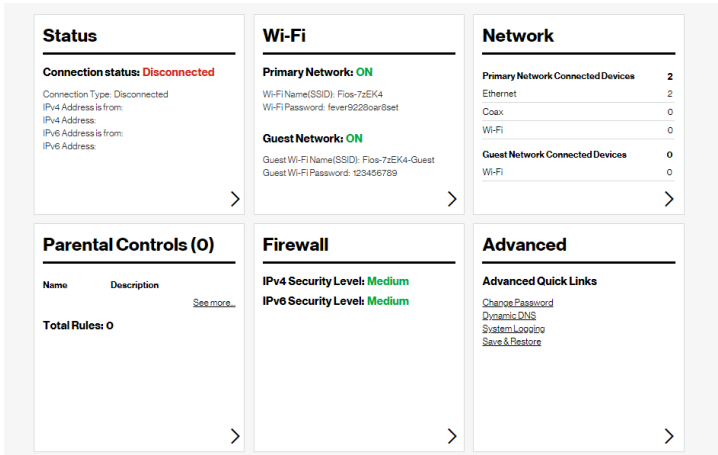 Status
Connection status: Disconnected
Connection Type: Disconnected
IPv4 Address is from:
IPv4 Address:
IPv6 Address is from:
IPv6 Address:
Wi-Fi
Primary Network: ON
Wi-Fi Name(SSID): Fios-7zEK4
Wi-Fi Password: fever9228oar8set
Guest Network: ON
Guest Wi-Fi Name(SSID): Fios-7zEK4-Guest
Guest Wi-Fi Password: 123456789
Network
Primary Network Connected Devices 2
Ethernet 2
Coax 0
Wi-Fi 0
Guest Network Connected Devices 0
Wi-Fi 0
Parental Controls (0)
Name Description
See more...
Total Rules: 0
Firewall
IPv4 Security Level: Medium
IPv6 Security Level: Medium
Advanced
Advanced Quick Links
Change Password
Dynamic DNS
System Logging
Save & Restore